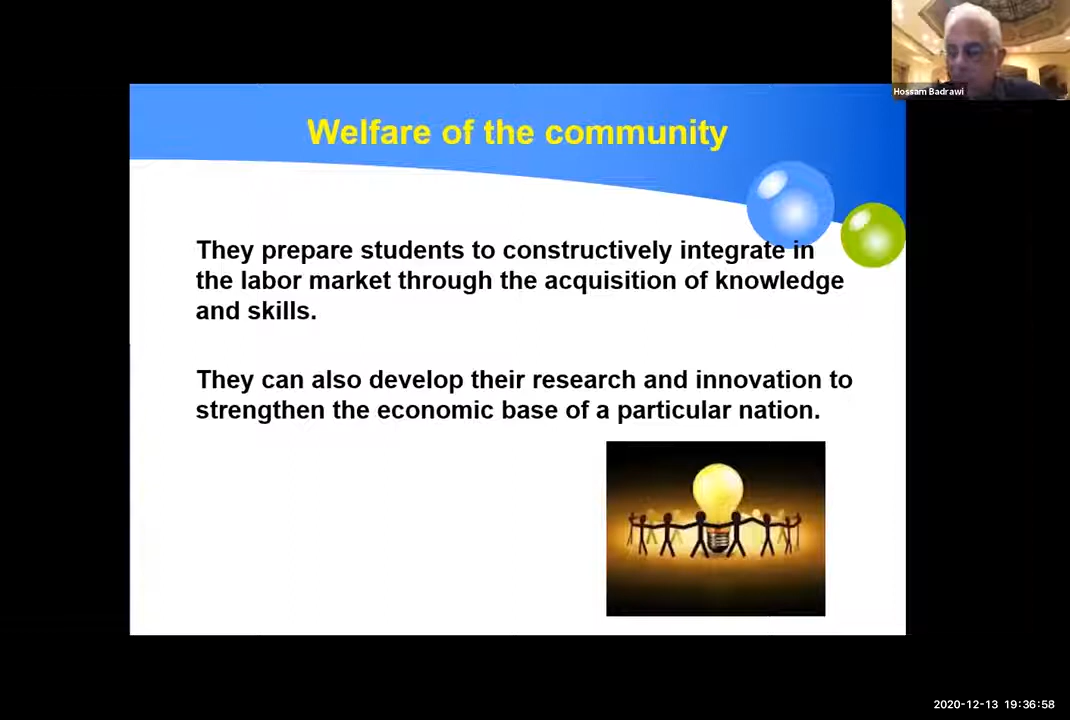 Hossam Badrawi
Welfare of the community
They prepare students to constructively integrate in
the labor market through the acquisition of knowledge
and skills.
They can also develop their research and innovation to
strengthen the economic base of a particular nation.
2020-12-13 19:36:58